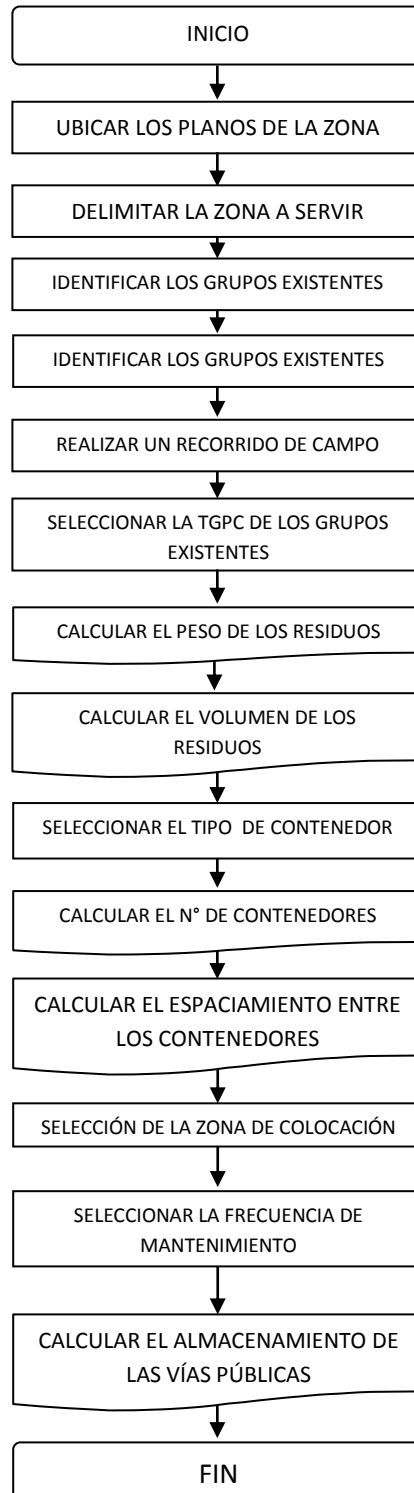 INICIO
UBICAR LOS PLANOS DE LA ZONA
DELIMITAR LA ZONA A SERVIR
IDENTIFICAR LOS GRUPOS EXISTENTES
IDENTIFICAR LOS GRUPOS EXISTENTES
REALIZAR UN RECORRIDO DE CAMPO
SELECCIONAR LA TGPC DE LOS GRUPOS
EXISTENTES
CALCULAR EL PESO DE LOS RESIDUOS
CALCULAR EL VOLUMEN DE LOS
RESIDUOS
SELECCIONAR EL TIPO DE CONTENEDOR
CALCULAR EL N° DE CONTENEDORES
CALCULAR EL ESPACIAMIENTO ENTRE
LOS CONTENEDORES
SELECCIÓN DE LA ZONA DE COLOCACIÓN
SELECCIONAR LA FRECUENCIA DE
MANTENIMIENTO
CALCULAR EL ALMACENAMIENTO DE
LAS VÍAS PÚBLICAS
FIN